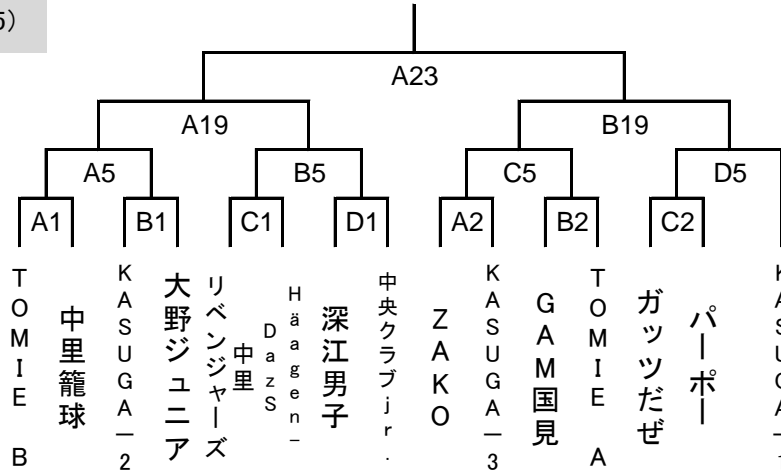 5）
A23
A19
B19
A5
B5
C5
D5
A1
B1
C1
D1
A2
B2
C2
TOMIE B
中里籠球
KASUGA－2
大野ジュニア
リベンジャーズ
中里
Häagen-
DazS
深江男子
中央クラブjr.
ZAKO
KASUGA－3
GAM国見
TOMIE A
ガッツだぜ
パーポー
KASUGA－